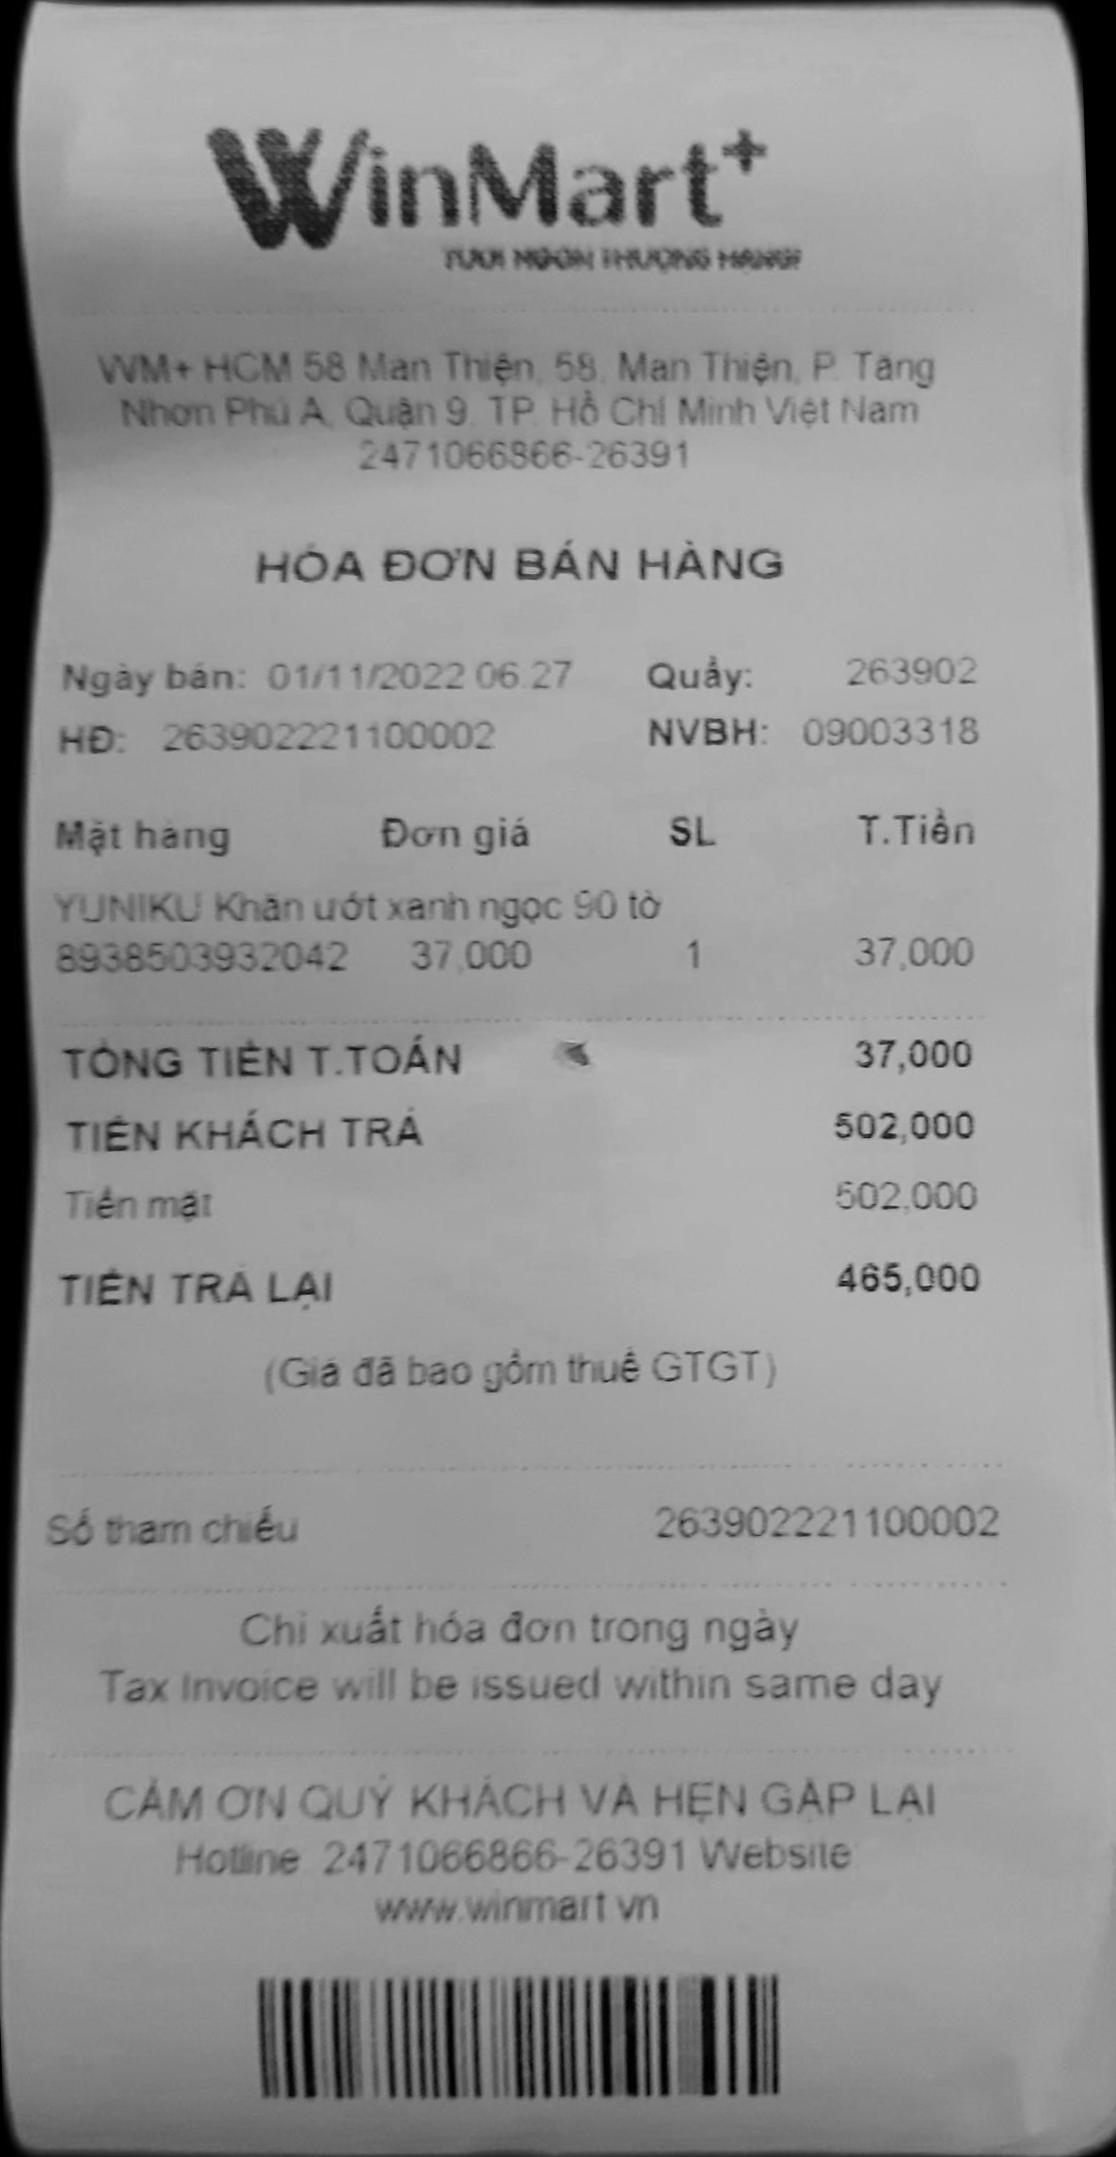 WinMart+
TƯƠI NGON THƯỢNG HẠNG!
WM+ HCM 58 Man Thiện, 58, Man Thiện, P. Tăng
Nhơn Phú A, Quận 9, TP. Hồ Chí Minh Việt Nam
2471066866-26391
HÓA ĐƠN BÁN HÀNG
Ngày bán: 01/11/2022 06:27 Quầy: 263902
HĐ: 263902221100002 NVBH: 09003318
Mặt hàng Đơn giá SL T.Tiền
YUNIKU Khăn ướt xanh ngọc 90 tờ
8938503932042 37,000 1 37,000
TỔNG TIỀN T.TOÁN 37,000
TIỀN KHÁCH TRẢ 502,000
Tiền mặt 502,000
TIỀN TRẢ LẠI 465,000
(Giá đã bao gồm thuế GTGT)
Số tham chiếu 263902221100002
Chỉ xuất hóa đơn trong ngày
Tax Invoice will be issued within same day
CẢM ƠN QUÝ KHÁCH VÀ HẸN GẶP LẠI
Hotline: 2471066866-26391 Website:
www.winmart.vn